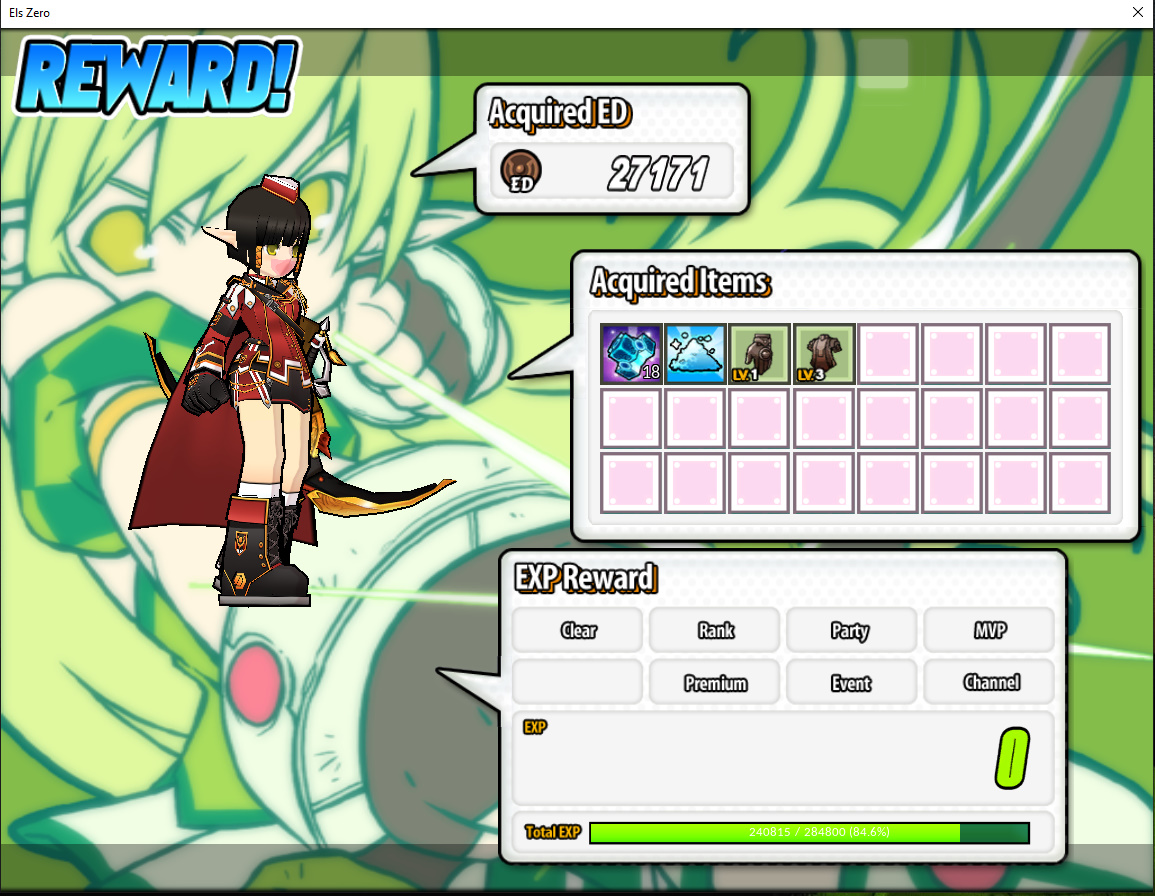 Els Zero
REWARD!
Acquired ED
ED
27171
Acquired Items
18
LV.1
LV.3
EXP Reward
Clear
Rank
Party
MVP
Premium
Event
Channel
EXP
0
Total EXP
240815 / 284800 (84.6%)